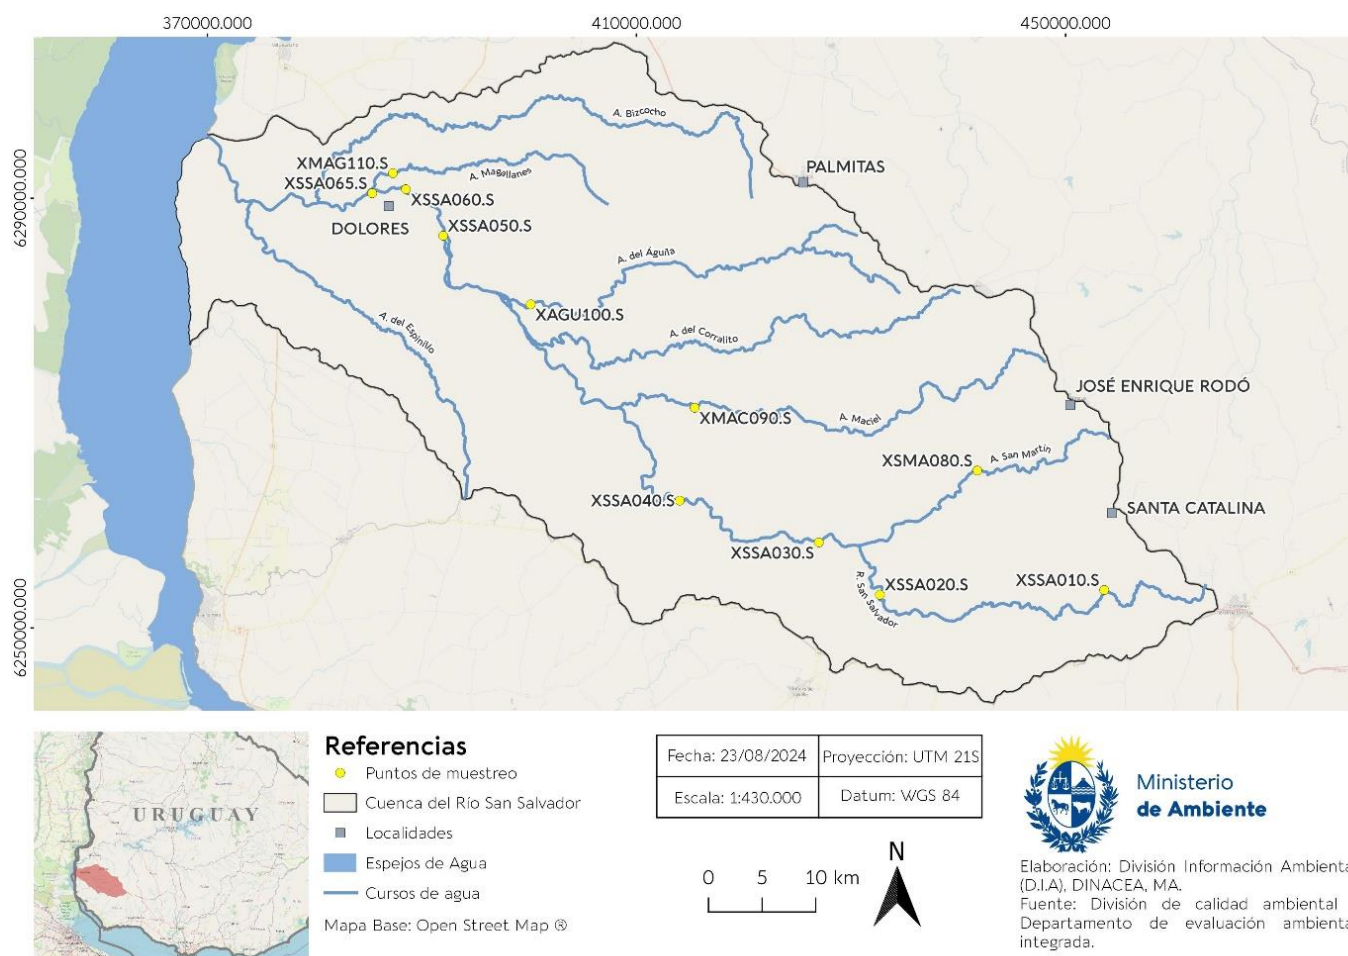 370000.000
410000.000
450000.000
6290000.000
6250000.000
A. Bizcocho
XMAG110.S
A. Magallanes
PALMITAS
XSSA065.S
XSSA060.S
DOLORES
XSSA050.S
A. del Águila
XAGU100.S
A. del Espinillo
A. del Corralito
JOSÉ ENRIQUE RODÓ
XMAC090.S
A. Maciel
XSMA080.S
A. San Martín
XSSA040.S
SANTA CATALINA
XSSA030.S
XSSA020.S
XSSA010.S
R. San Salvador
URUGUAY
Referencias
Puntos de muestreo
Cuenca del Río San Salvador
Localidades
Espejos de Agua
Cursos de agua
Mapa Base: Open Street Map ®
Fecha: 23/08/2024
Proyección: UTM 21S
Escala: 1:430.000
Datum: WGS 84
0 5 10 km
N
Ministerio
de Ambiente
Elaboración: División Información Ambienta
(D.I.A), DINACEA, MA.
Fuente: División de calidad ambiental
Departamento de evaluación ambienta
integrada.